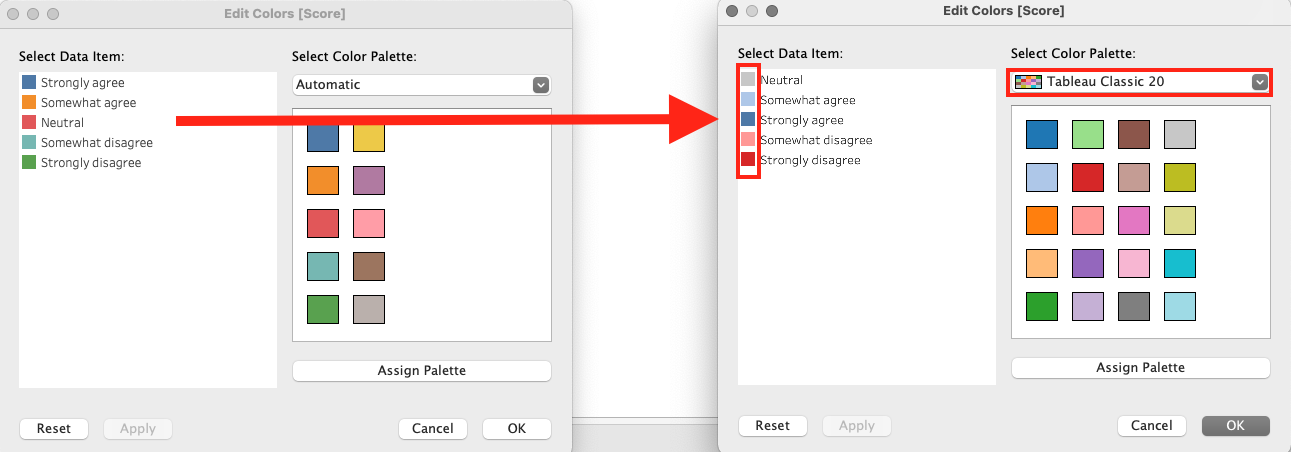 Edit Colors [Score]
Select Data Item:
Select Color Palette:
Strongly agree
Somewhat agree
Neutral
Somewhat disagree
Strongly disagree
Automatic
Assign Palette
Reset
Apply
Cancel
OK
Edit Colors [Score]
Select Data Item:
Select Color Palette:
Neutral
Somewhat agree
Strongly agree
Somewhat disagree
Strongly disagree
Tableau Classic 20
Assign Palette
Reset
Apply
Cancel
OK